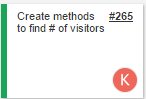 Create methods #265
to find # of visitors
K